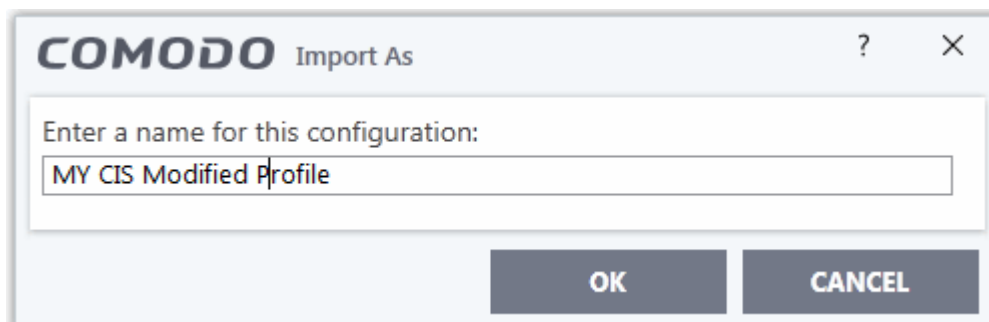 COMODO Import As ? ×
Enter a name for this configuration:
MY CIS Modified Profile
OK CANCEL